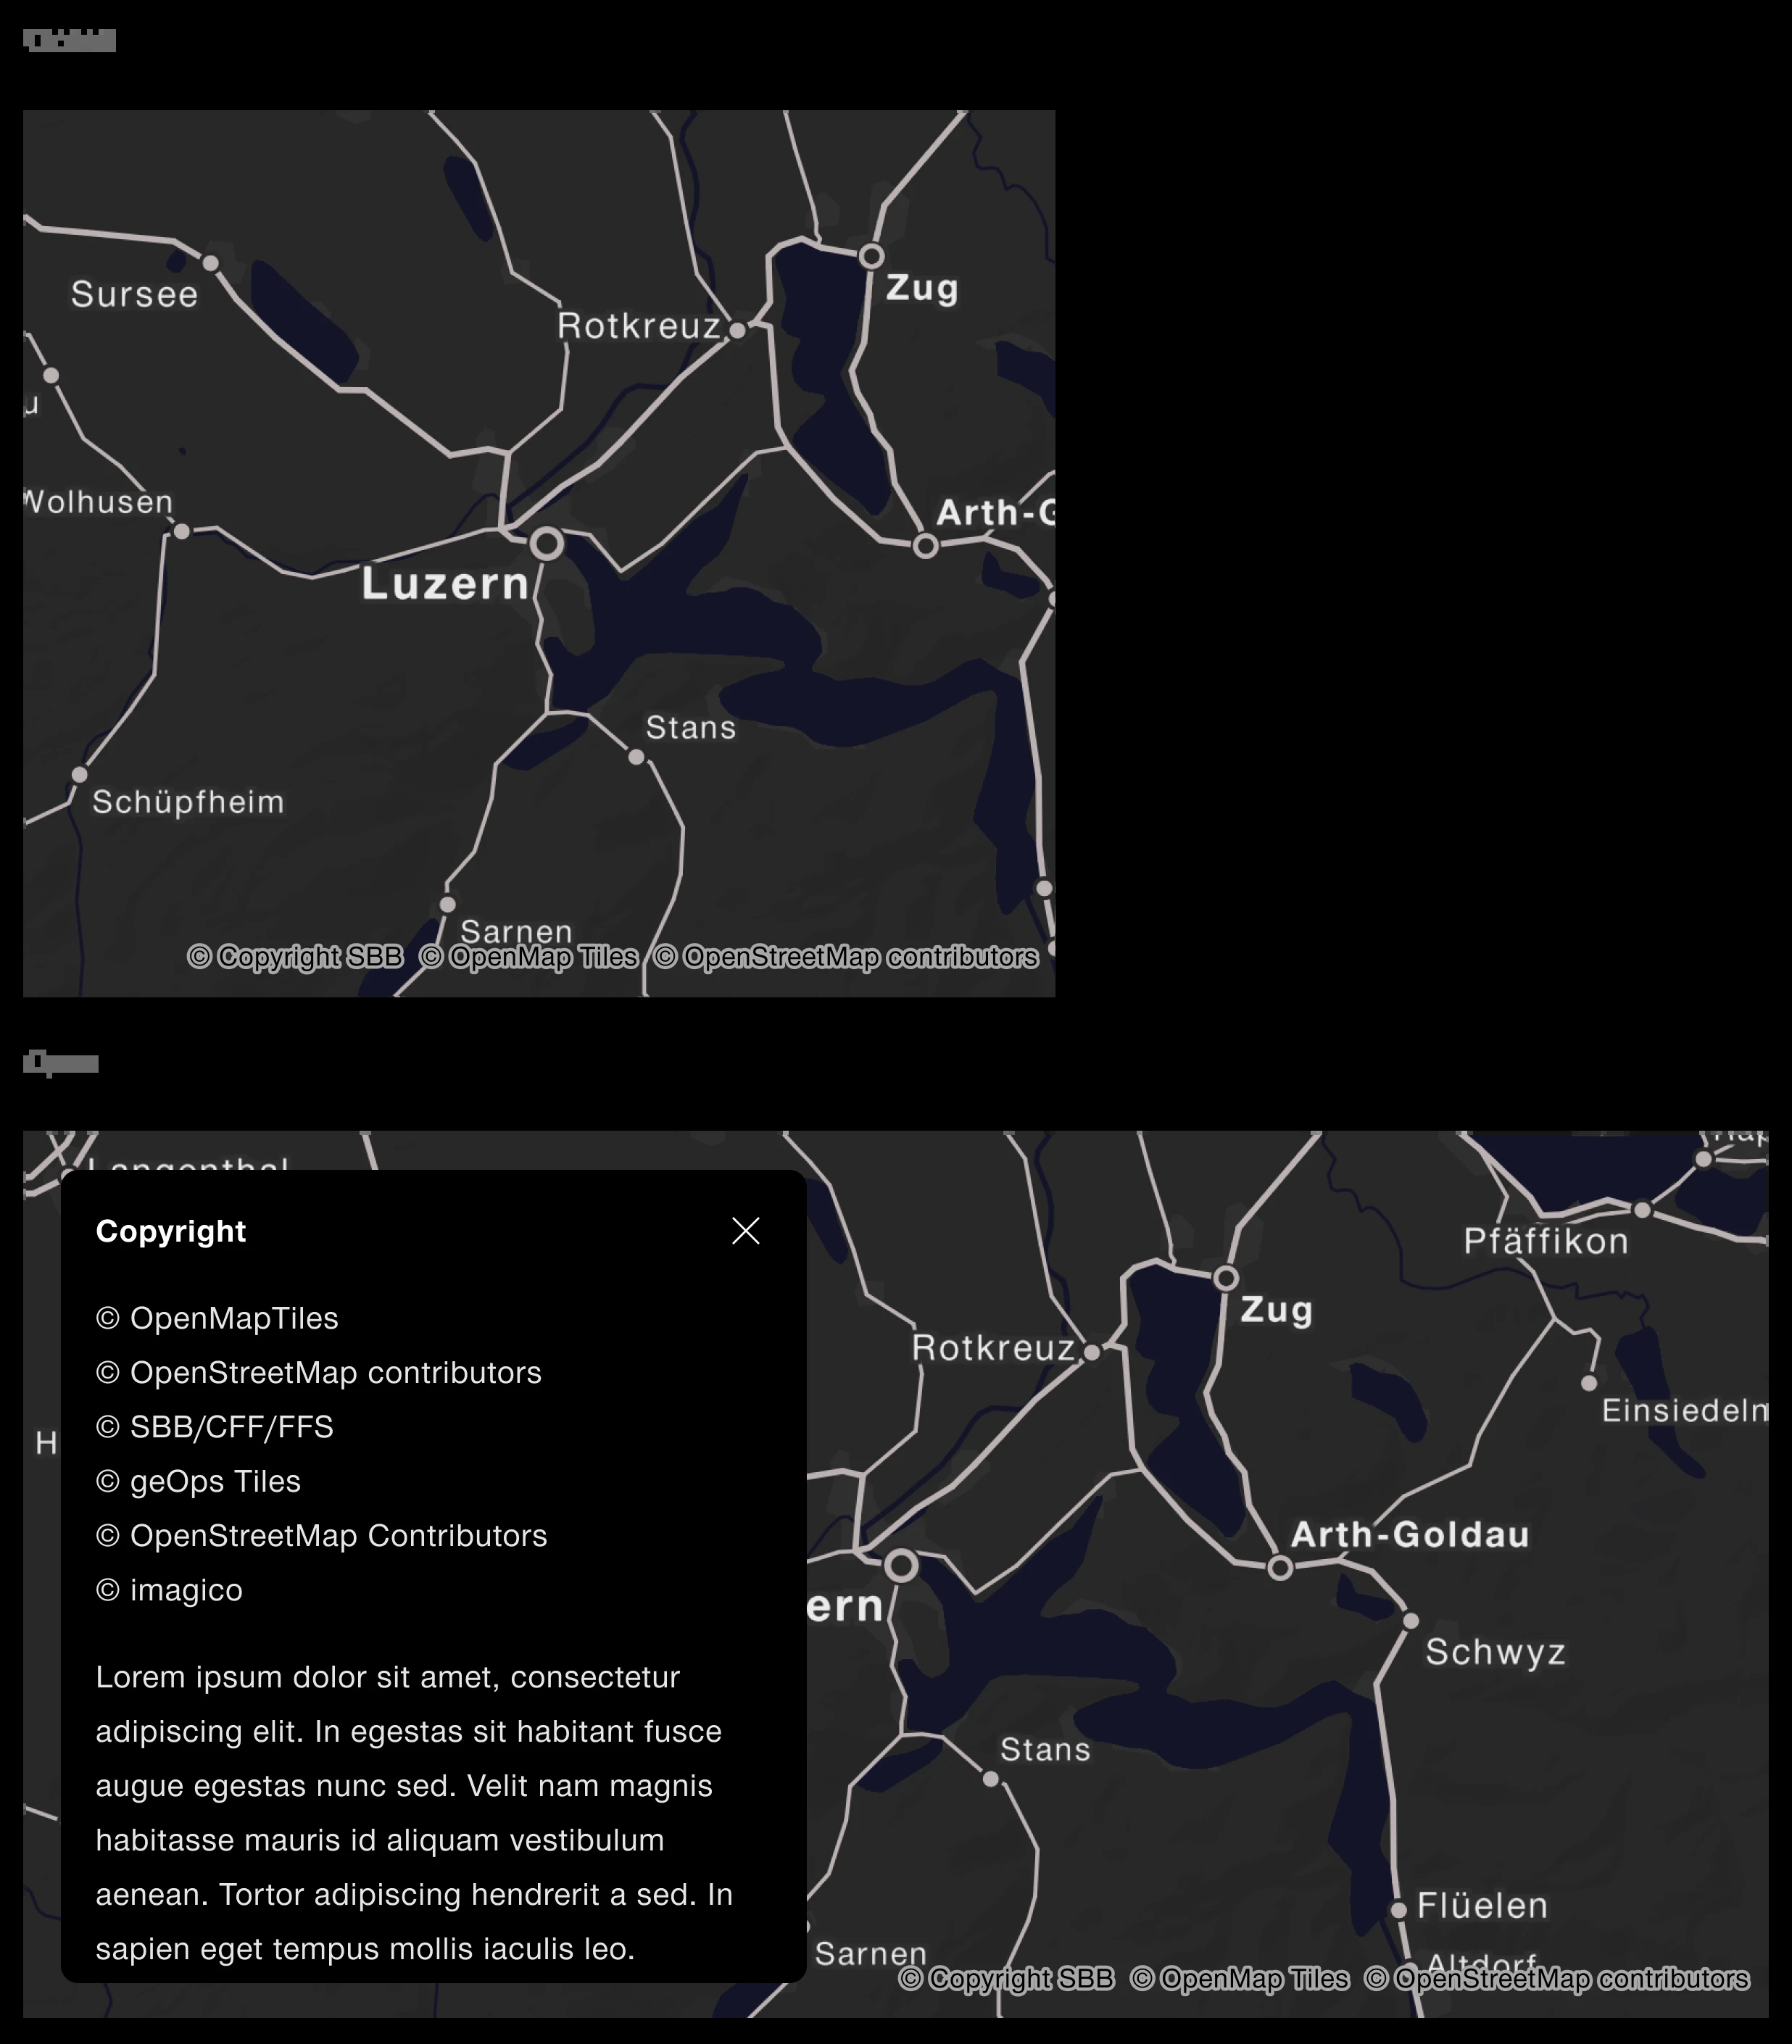 Zug
Sursee
Rotkreuz
Wolhusen
Arth-G
Luzern
Stans
Schüpfheim
Sarnen
© Copyright SBB © OpenMap Tiles © OpenStreetMap contributors
Langenthal
Copyright
© OpenMapTiles
© OpenStreetMap contributors
© SBB/CFF/FFS
© geOps Tiles
© OpenStreetMap Contributors
© imagico
Lorem ipsum dolor sit amet, consectetur
adipiscing elit. In egestas sit habitant fusce
augue egestas nunc sed. Velit nam magnis
habitasse mauris id aliquam vestibulum
aenean. Tortor adipiscing hendrerit a sed. In
sapien eget tempus mollis iaculis leo.
H
Pfäffikon
Zug
Rotkreuz
Einsiedeln
Arth-Goldau
ern
Schwyz
Stans
Flüelen
Sarnen
Altdorf
© Copyright SBB © OpenMap Tiles © OpenStreetMap contributors